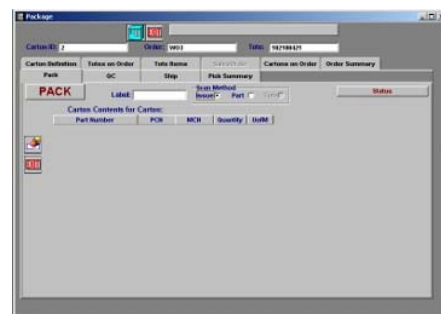 Package
Carton ID: 2 Order: W03 Tote: 102100421
Carton Definition Totes on Order Tote Items Cartons on Order Order Summary
Pack QC Ship Pick Summary
PACK Label: Scan Method Issue Part Status
Carton Contents for Carton:
Part Number PCN MCN Quantity UofM